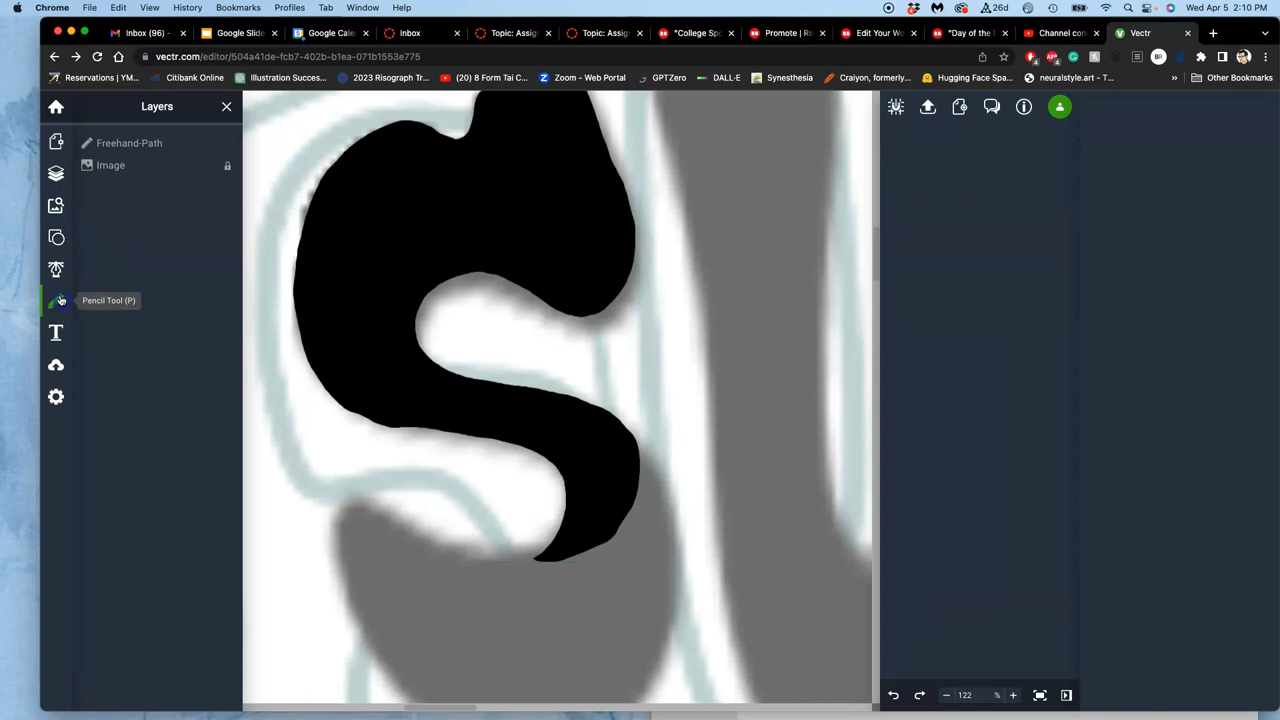 Chrome File Edit View History Bookmarks Profiles Tab Window Help 26d Wed Apr 5 2:10 PM
Inbox (96) - Google Slide Google Cale Inbox Topic: Assig Topic: Assig *College Spo Promote | Re Edit Your Wo *Day of the Channel con Vectr
vectr.com/editor/504a41de-fcb7-402b-b1ea-071b1553e775
Reservations | YM... Citibank Online Illustration Succes... 2023 Risograph Tr... (20) 8 Form Tai C... Zoom - Web Portal GPTZero DALL·E Synesthesia Craiyon, formerly... Hugging Face Spa... neuralstyle.art - T... Other Bookmarks
Layers
Freehand-Path
Image
Pencil Tool (P)
122 %